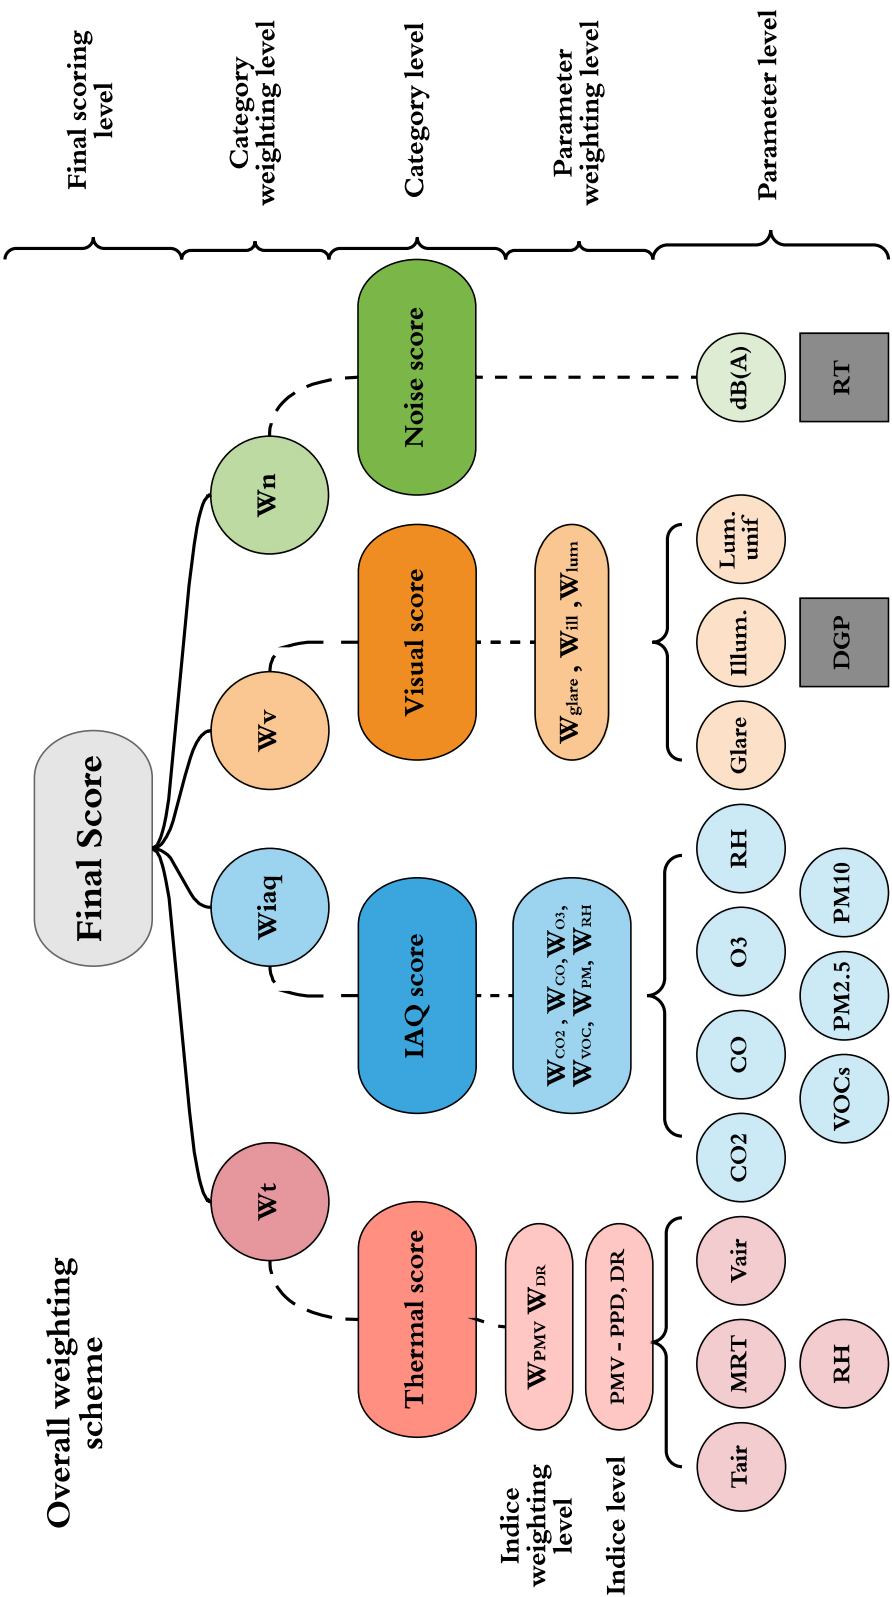 Overall weighting
scheme
Final Score
Final scoring
level
Wt
Wiaq
Wv
Wn
Category
weighting level
Thermal score
IAQ score
Visual score
Noise score
Category level
Indice
weighting
level
WPMV WDR
WCO2 , WCO, WO3,
WVOC, WPM, WRH
Wglare , Will , Wlum
Parameter
weighting level
Indice level
PMV - PPD, DR
Tair
MRT
Vair
CO2
CO
O3
RH
Glare
Illum.
Lum.
unif
dB(A)
Parameter level
RH
VOCs
PM2.5
PM10
DGP
RT